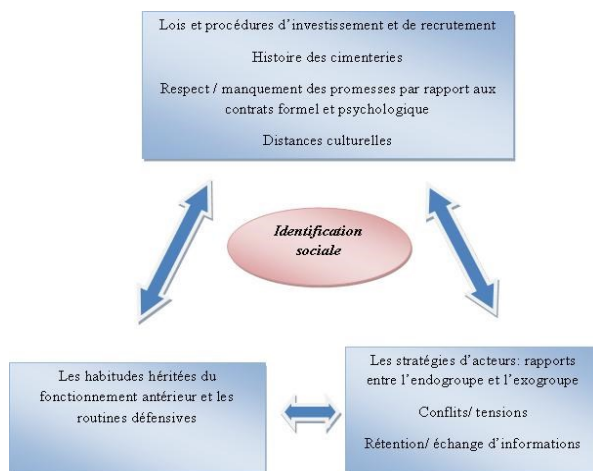 Lois et procédures d'investissement et de recrutement
Histoire des cimenteries
Respect / manquement des promesses par rapport aux
contrats formel et psychologique
Distances culturelles
Identification
sociale
Les habitudes héritées du
fonctionnement antérieur et les
routines défensives
Les stratégies d'acteurs: rapports
entre l'endogroupe et l'exogroupe
Conflits/ tensions
Rétention/ échange d'informations